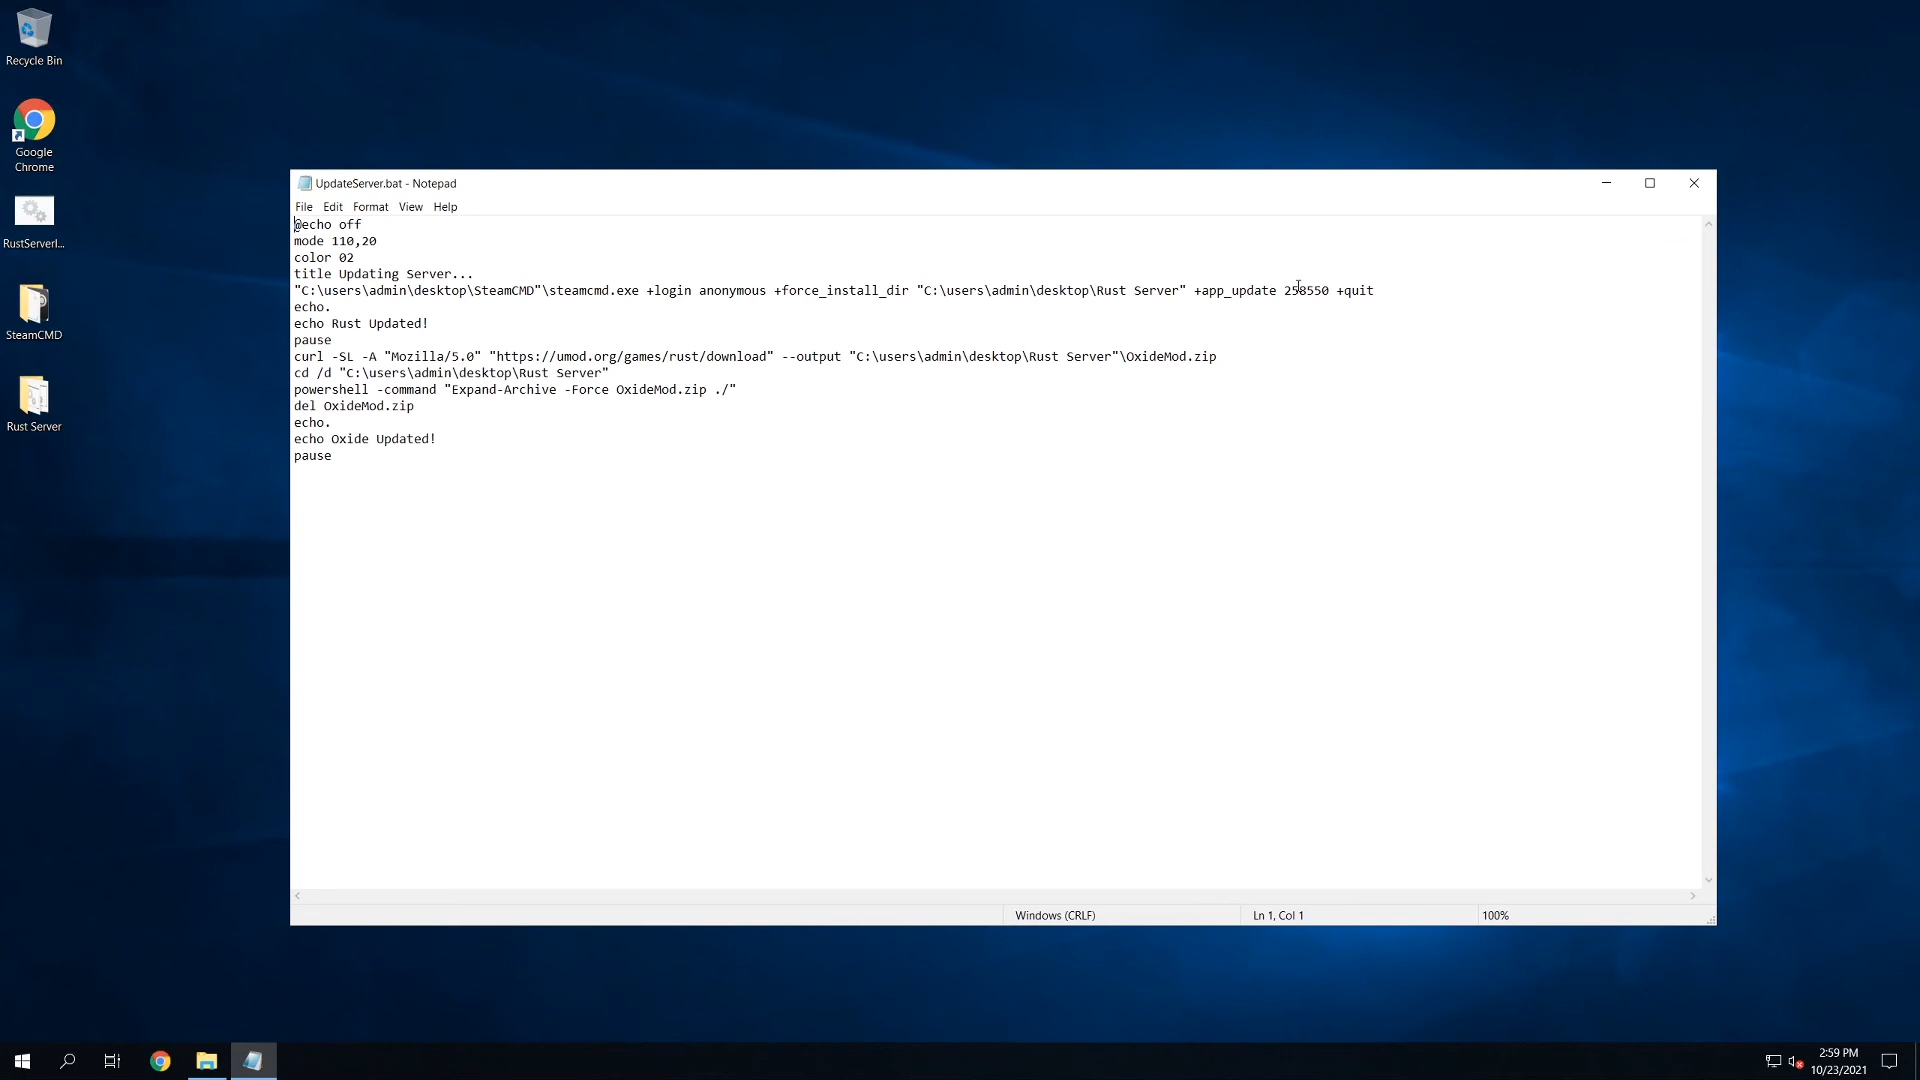 Recycle Bin
Google
Chrome
RustServerI...
SteamCMD
Rust Server
UpdateServer.bat - Notepad
File Edit Format View Help
@echo off
mode 110,20
color 02
title Updating Server...
"C:\users\admin\desktop\SteamCMD"\steamcmd.exe +login anonymous +force_install_dir "C:\users\admin\desktop\Rust Server" +app_update 258550 +quit
echo.
echo Rust Updated!
pause
curl -SL -A "Mozilla/5.0" "https://umod.org/games/rust/download" --output "C:\users\admin\desktop\Rust Server"\OxideMod.zip
cd /d "C:\users\admin\desktop\Rust Server"
powershell -command "Expand-Archive -Force OxideMod.zip ./"
del OxideMod.zip
echo.
echo Oxide Updated!
pause
Windows (CRLF) Ln 1, Col 1 100%
2:59 PM
10/23/2021